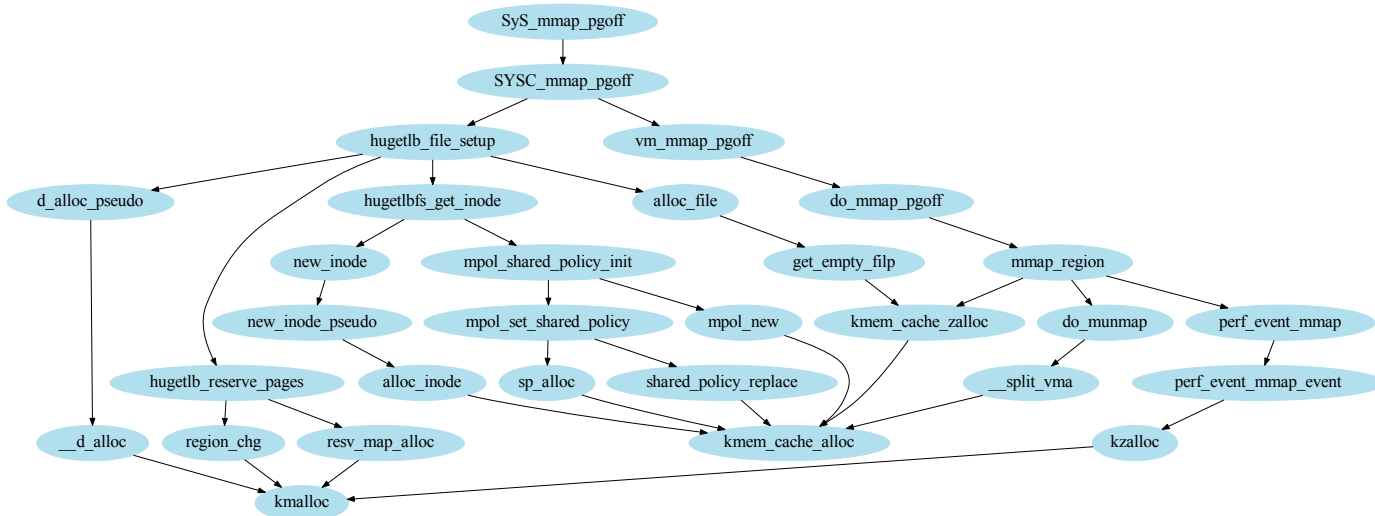 SyS_mmap_pgoff
SYSC_mmap_pgoff
hugetlb_file_setup
vm_mmap_pgoff
d_alloc_pseudo
hugetlbfs_get_inode
alloc_file
do_mmap_pgoff
new_inode
mpol_shared_policy_init
get_empty_filp
mmap_region
new_inode_pseudo
mpol_set_shared_policy
mpol_new
kmem_cache_zalloc
do_munmap
perf_event_mmap
hugetlb_reserve_pages
alloc_inode
sp_alloc
shared_policy_replace
__split_vma
perf_event_mmap_event
__d_alloc
region_chg
resv_map_alloc
kmem_cache_alloc
kzalloc
kmalloc